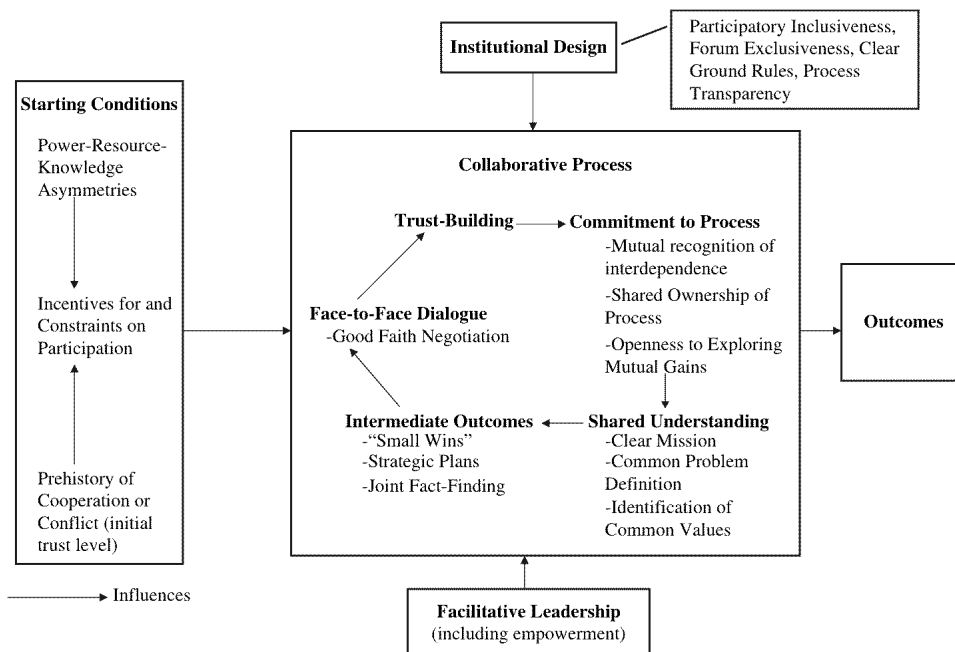 Institutional Design
Participatory Inclusiveness,
Forum Exclusiveness, Clear
Ground Rules, Process
Transparency
Starting Conditions
Power-Resource-
Knowledge
Asymmetries
Incentives for and
Constraints on
Participation
Prehistory of
Cooperation or
Conflict (initial
trust level)
Collaborative Process
Trust-Building
Commitment to Process
-Mutual recognition of
interdependence
-Shared Ownership of
Process
-Openness to Exploring
Mutual Gains
Face-to-Face Dialogue
-Good Faith Negotiation
Intermediate Outcomes
-“Small Wins”
-Strategic Plans
-Joint Fact-Finding
Shared Understanding
-Clear Mission
-Common Problem
Definition
-Identification of
Common Values
Outcomes
Influences
Facilitative Leadership
(including empowerment)